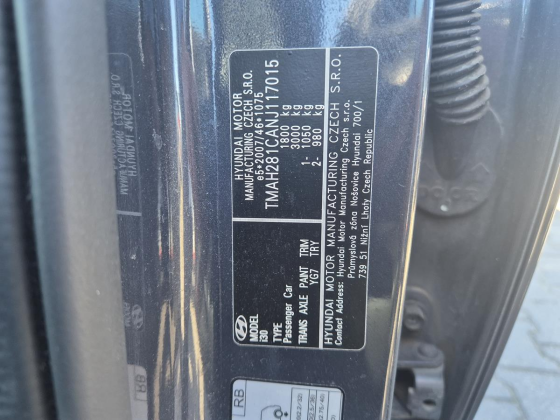 HYUNDAI MOTOR
MANUFACTURING CZECH S.R.O.
e5*2007/46*1075
TMAH281CANJ117015
1800 kg
3000 kg
1- 1050 kg
2- 980 kg
MODEL
i30
TYPE
Passenger Car
TRANS AXLE PAINT TRIM
YG7 TRY
HYUNDAI MOTOR MANUFACTURING CZECH S.R.O.
Contact Address: Hyundai Motor Manufacturing Czech s.r.o.
Průmyslová zóna Nošovice Hyundai 700/1
739 51 Nižní Lhoty Czech Republic
RB